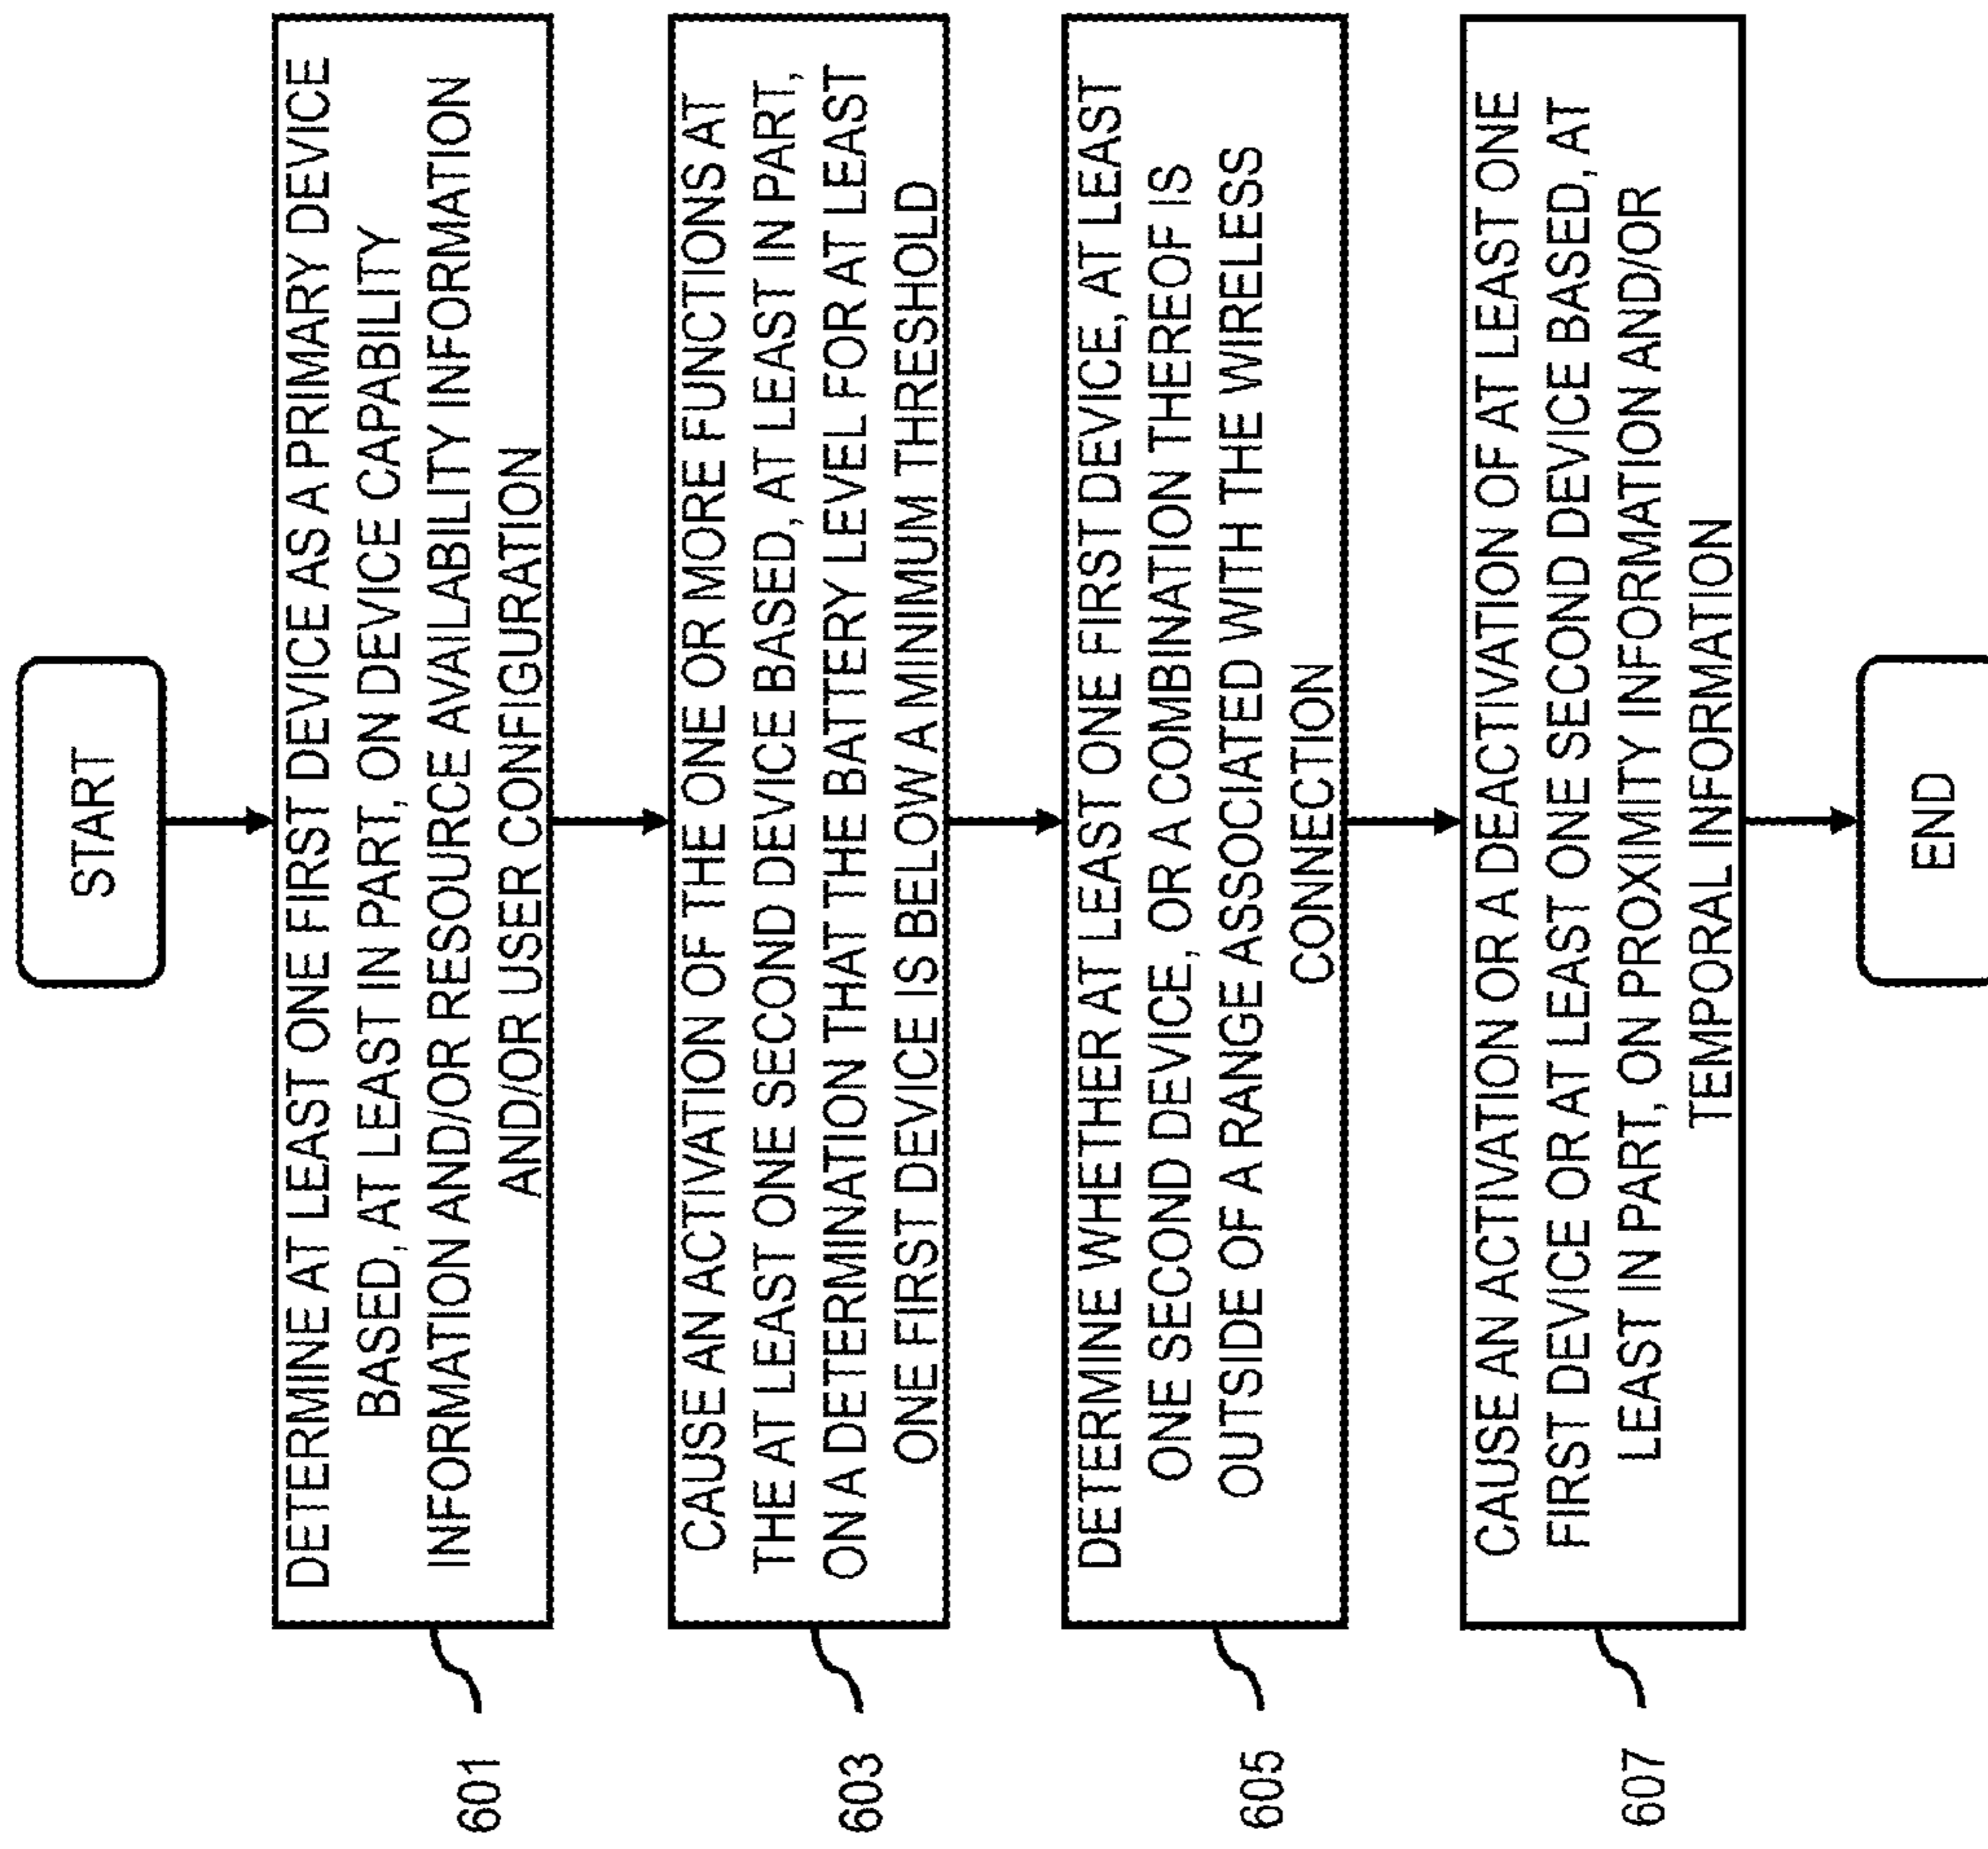 START
DETERMINE AT LEAST ONE FIRST DEVICE AS A PRIMARY DEVICE
BASED, AT LEAST IN PART, ON DEVICE CAPABILITY
INFORMATION AND/OR RESOURCE AVAILABILITY INFORMATION
AND/OR USER CONFIGURATION
601
CAUSE AN ACTIVATION OF THE ONE OR MORE FUNCTIONS AT
THE AT LEAST ONE SECOND DEVICE BASED, AT LEAST IN PART,
ON A DETERMINATION THAT THE BATTERY LEVEL FOR AT LEAST
ONE FIRST DEVICE IS BELOW A MINIMUM THRESHOLD
603
DETERMINE WHETHER AT LEAST ONE FIRST DEVICE, AT LEAST
ONE SECOND DEVICE, OR A COMBINATION THEREOF IS
OUTSIDE OF A RANGE ASSOCIATED WITH THE WIRELESS
CONNECTION
605
CAUSE AN ACTIVATION OR A DEACTIVATION OF AT LEAST ONE
FIRST DEVICE OR AT LEAST ONE SECOND DEVICE BASED, AT
LEAST IN PART, ON PROXIMITY INFORMATION AND/OR
TEMPORAL INFORMATION
607
END